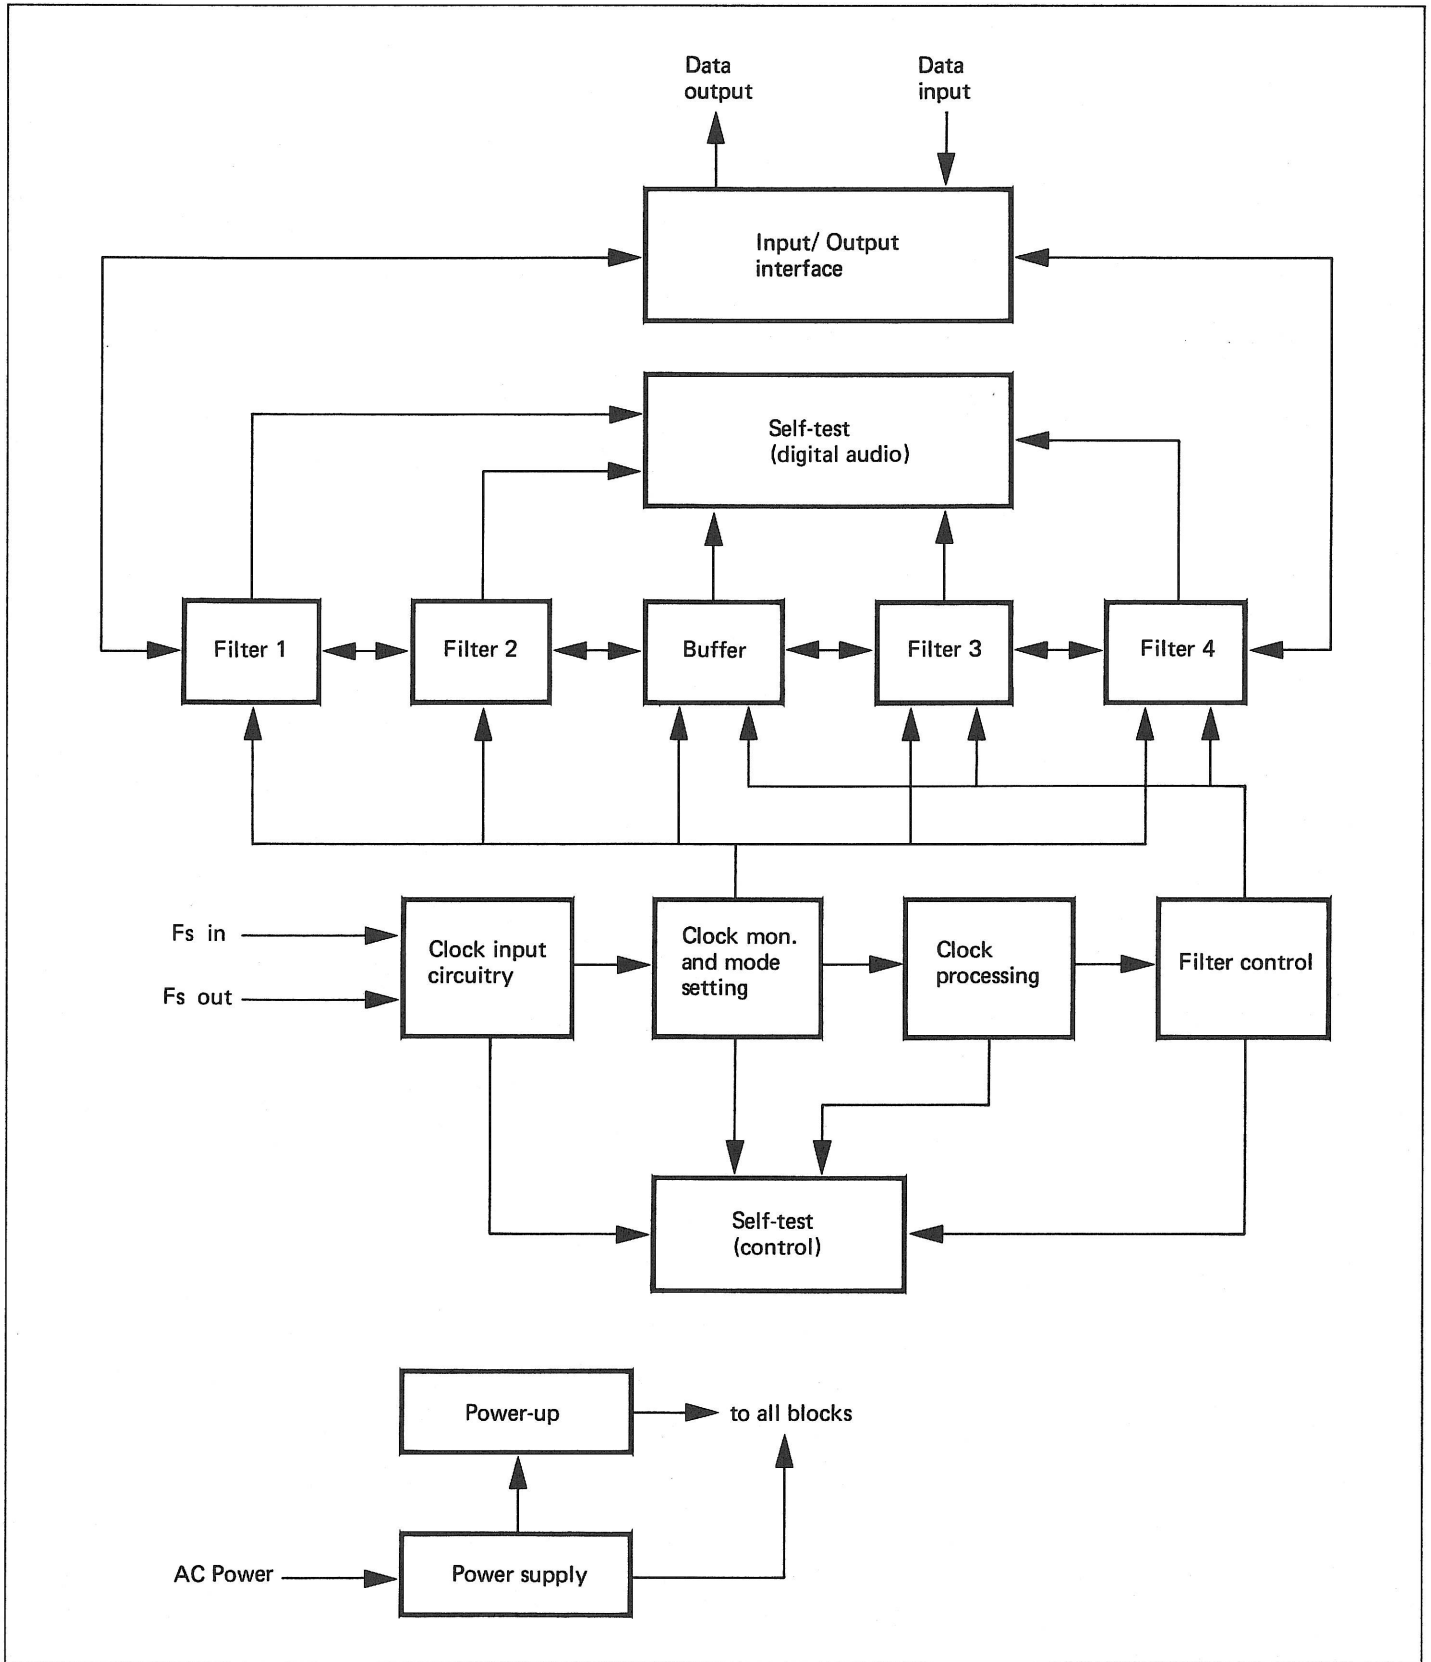 Data
output
Data
input
Input/ Output
interface
Self-test
(digital audio)
Filter 1
Filter 2
Buffer
Filter 3
Filter 4
Fs in
Fs out
Clock input
circuitry
Clock mon.
and mode
setting
Clock
processing
Filter control
Self-test
(control)
Power-up
to all blocks
AC Power
Power supply